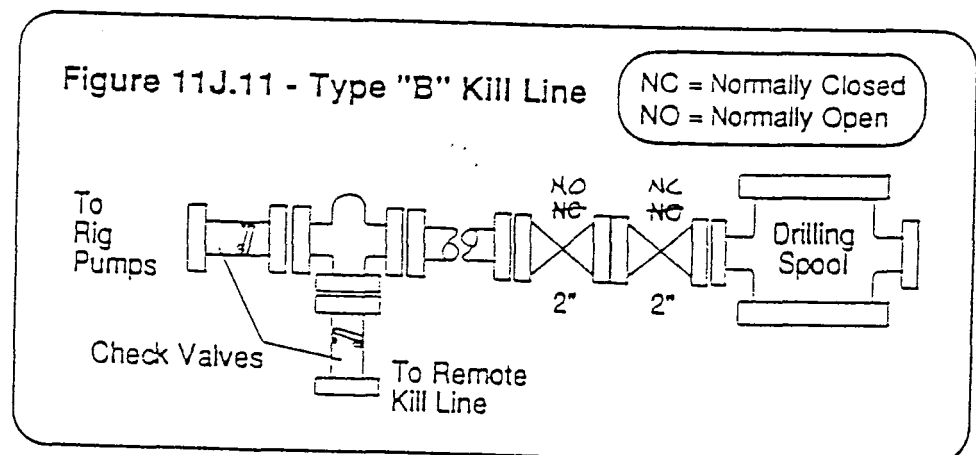 Figure 11J.11 - Type "B" Kill Line
NC = Normally Closed
NO = Normally Open
To
Rig
Pumps
NO
NC
NC
NO
2"
2"
Drilling
Spool
Check Valves
To Remote
Kill Line